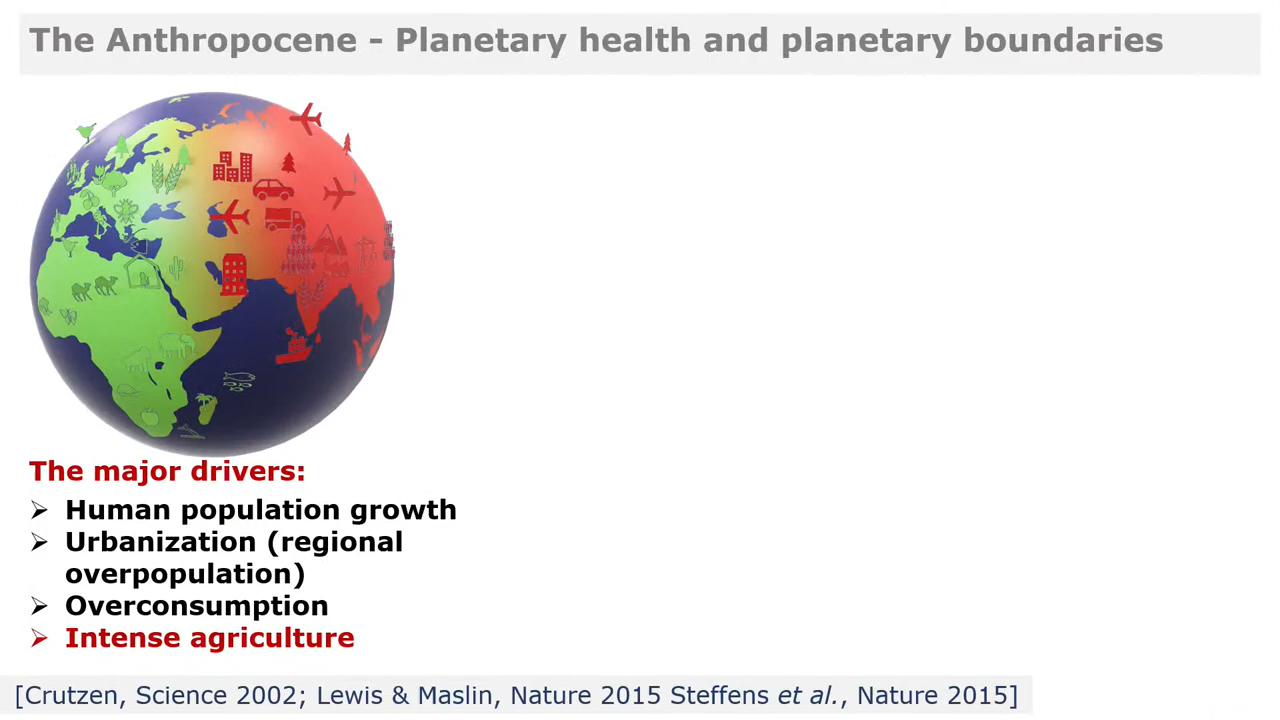 The Anthropocene - Planetary health and planetary boundaries
The major drivers:
Human population growth
Urbanization (regional
overpopulation)
Overconsumption
Intense agriculture
[Crutzen, Science 2002; Lewis & Maslin, Nature 2015 Steffens et al., Nature 2015]